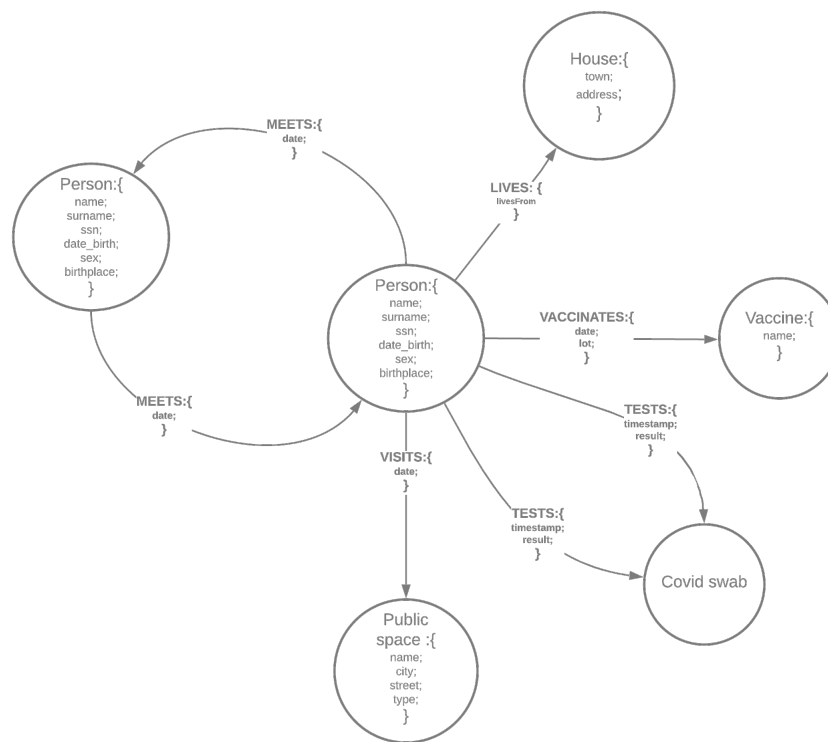 House:{
town;
address;
}
MEETS:{
date;
}
Person:{
name;
surname;
ssn;
date_birth;
sex;
birthplace;
}
LIVES: {
livesFrom
}
Person:{
name;
surname;
ssn;
date_birth;
sex;
birthplace;
}
VACCINATES:{
date;
lot;
}
Vaccine:{
name;
}
MEETS:{
date;
}
VISITS:{
date;
}
TESTS:{
timestamp;
result;
}
TESTS:{
timestamp;
result;
}
Covid swab
Public
space :{
name;
city;
street;
type;
}